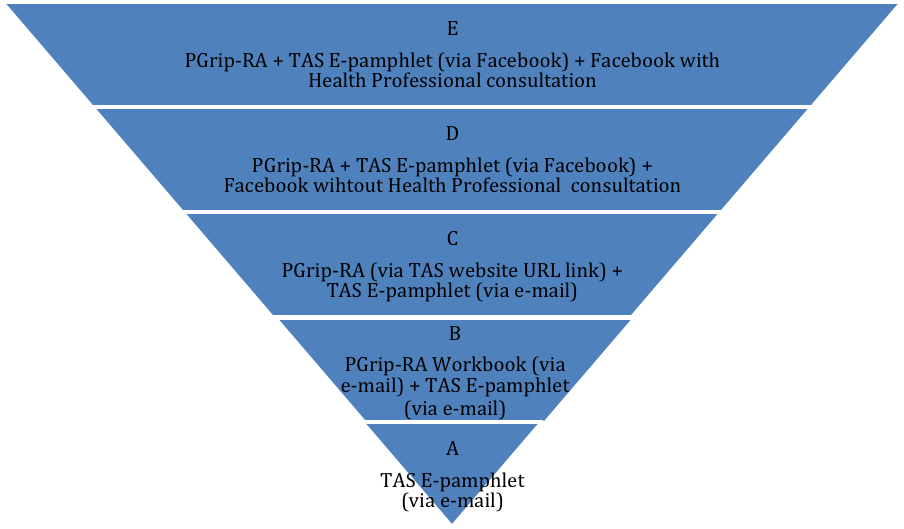 E
PGrip-RA + TAS E-pamphlet (via Facebook) + Facebook with
Health Professional consultation
D
PGrip-RA + TAS E-pamphlet (via Facebook) +
Facebook wihtout Health Professional  consultation
C
PGrip-RA (via TAS website URL link) +
TAS E-pamphlet (via e-mail)
B
PGrip-RA Workbook (via
e-mail) + TAS E-pamphlet
(via e-mail)
A
TAS E-pamphlet
(via e-mail)